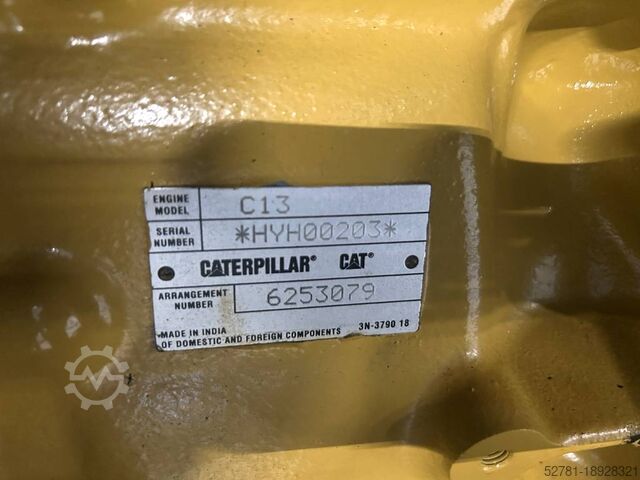 ENGINE MODEL C13
SERIAL NUMBER *HYH00203*
CATERPILLAR® CAT®
ARRANGEMENT NUMBER 6253079
MADE IN INDIA 3N-3790 18
OF DOMESTIC AND FOREIGN COMPONENTS
52781-18928321